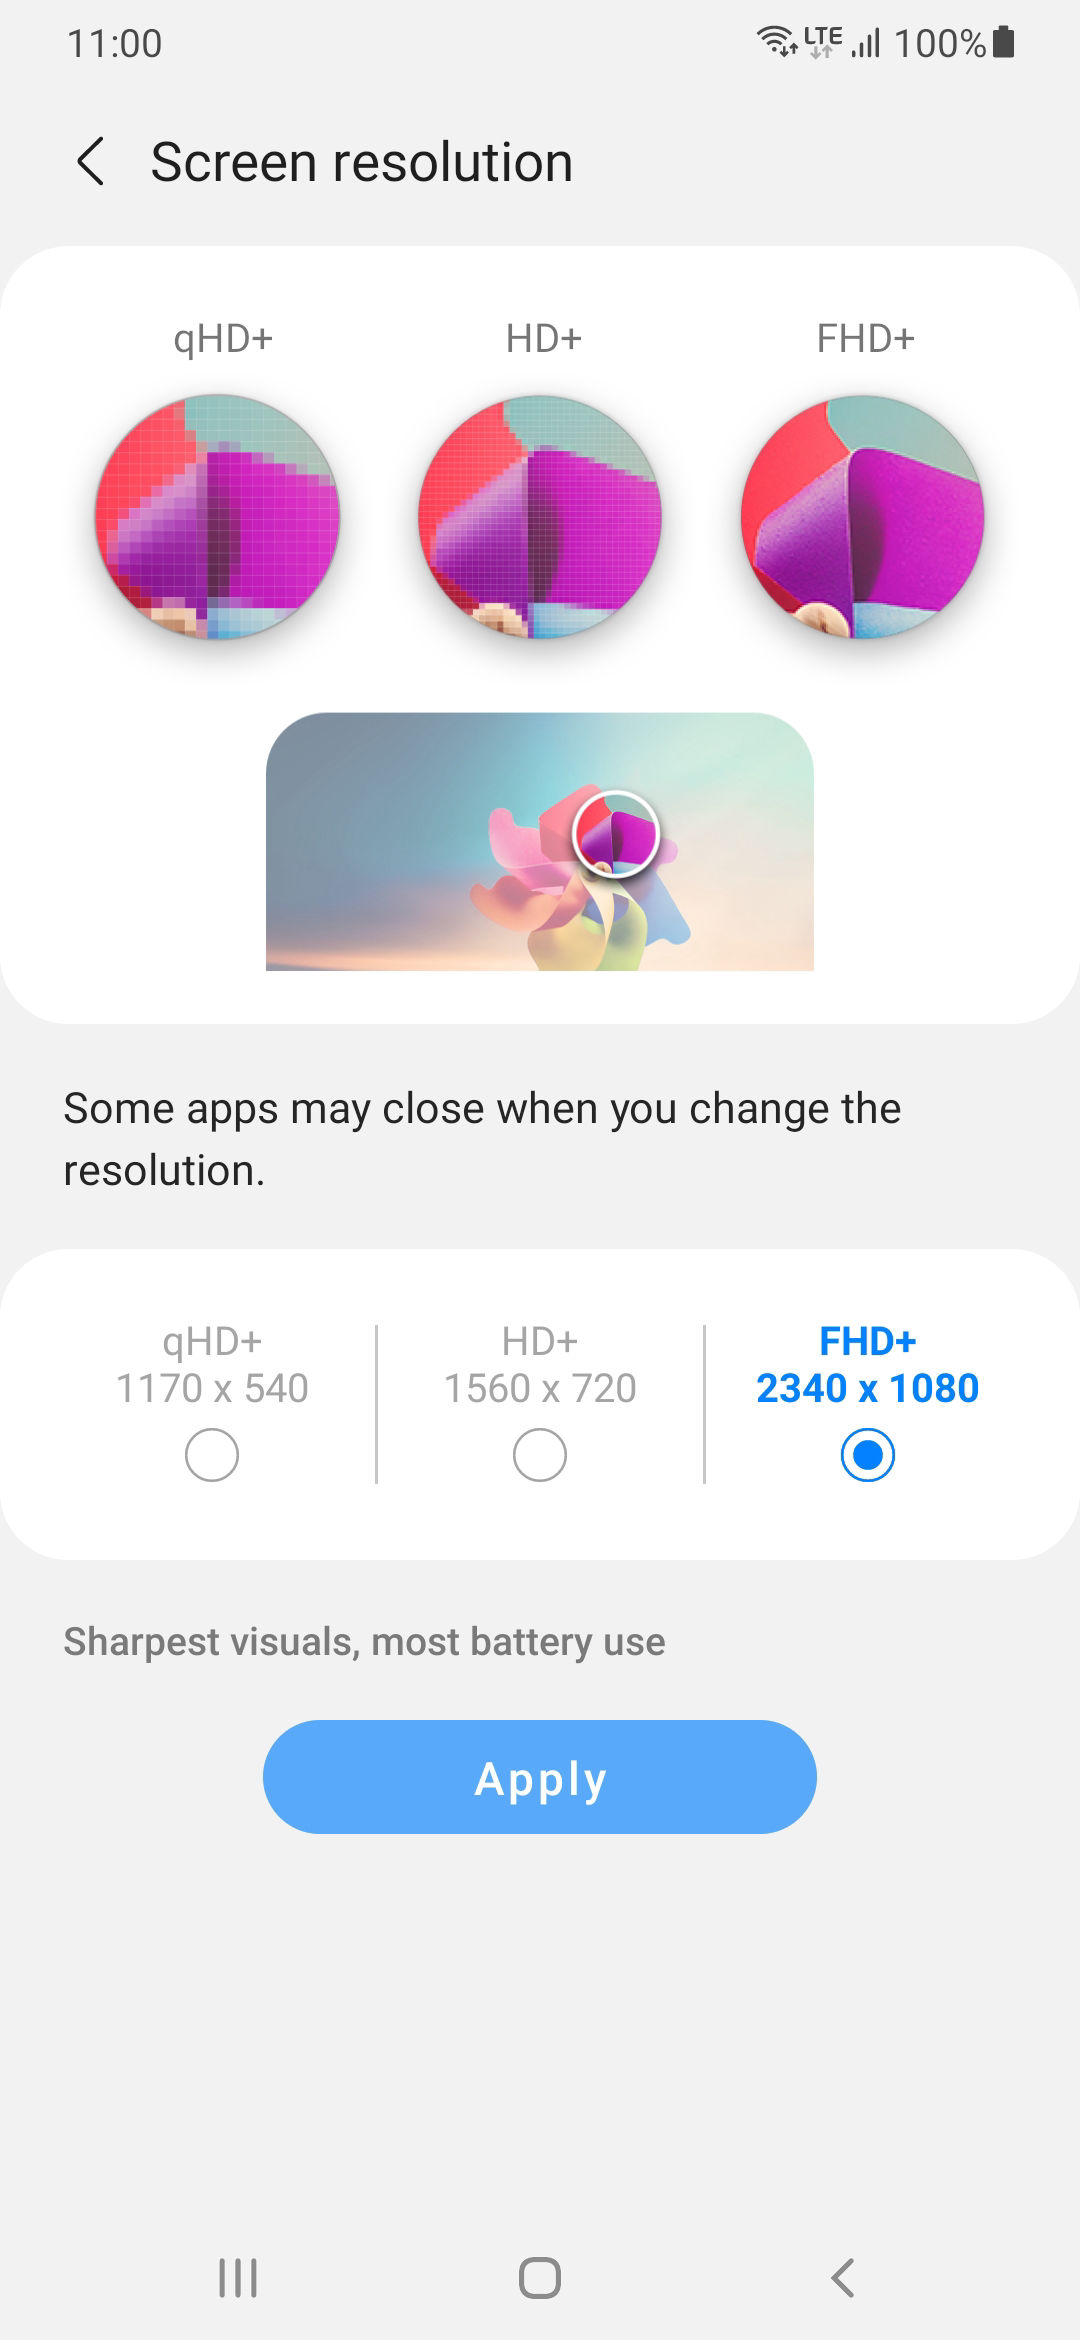 11:00
LTE
100%
Screen resolution
qHD+
HD+
FHD+
Some apps may close when you change the
resolution.
qHD+
1170 x 540
HD+
1560 x 720
FHD+
2340 x 1080
Sharpest visuals, most battery use
Apply